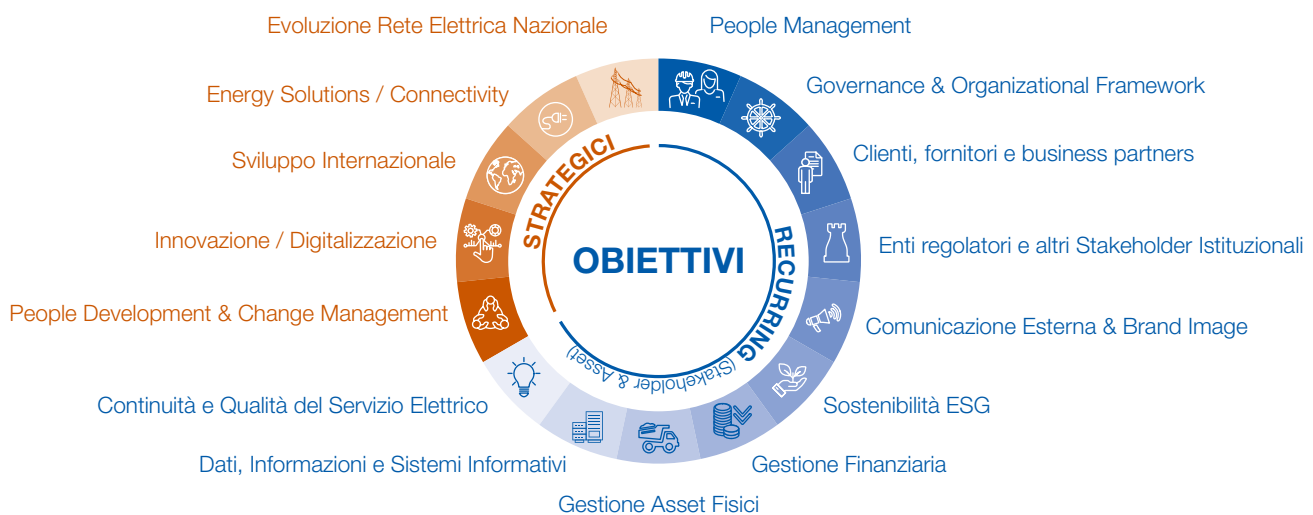 Evoluzione Rete Elettrica Nazionale
People Management
Energy Solutions / Connectivity
Governance & Organizational Framework
Sviluppo Internazionale
Clienti, fornitori e business partners
Innovazione / Digitalizzazione
Enti regolatori e altri Stakeholder Istituzionali
People Development & Change Management
Comunicazione Esterna & Brand Image
Continuità e Qualità del Servizio Elettrico
Sostenibilità ESG
Dati, Informazioni e Sistemi Informativi
Gestione Finanziaria
Gestione Asset Fisici
STRATEGICI
OBIETTIVI
RECURRING (Stakeholder & Asset)